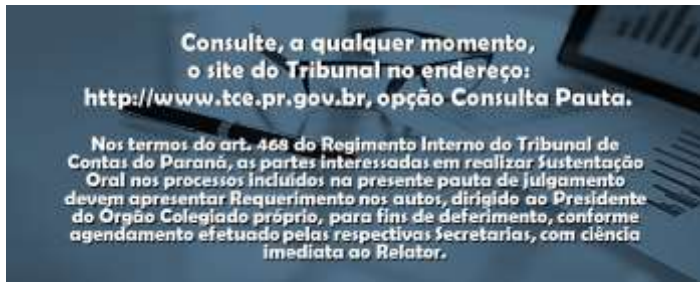 Consulte, a qualquer momento,
o site do Tribunal no endereço:
http://www.tce.pr.gov.br, opção Consulta Pauta.
Nos termos do art. 468 do Regimento Interno do Tribunal de
Contas do Paraná, as partes interessadas em realizar Sustentação
Oral nos processos incluídos na presente pauta de julgamento
devem apresentar Requerimento nos autos, dirigido ao Presidente
do Órgão Colegiado próprio, para fins de deferimento, conforme
agendamento efetuado pelas respectivas Secretarias, com ciência
imediata ao Relator.